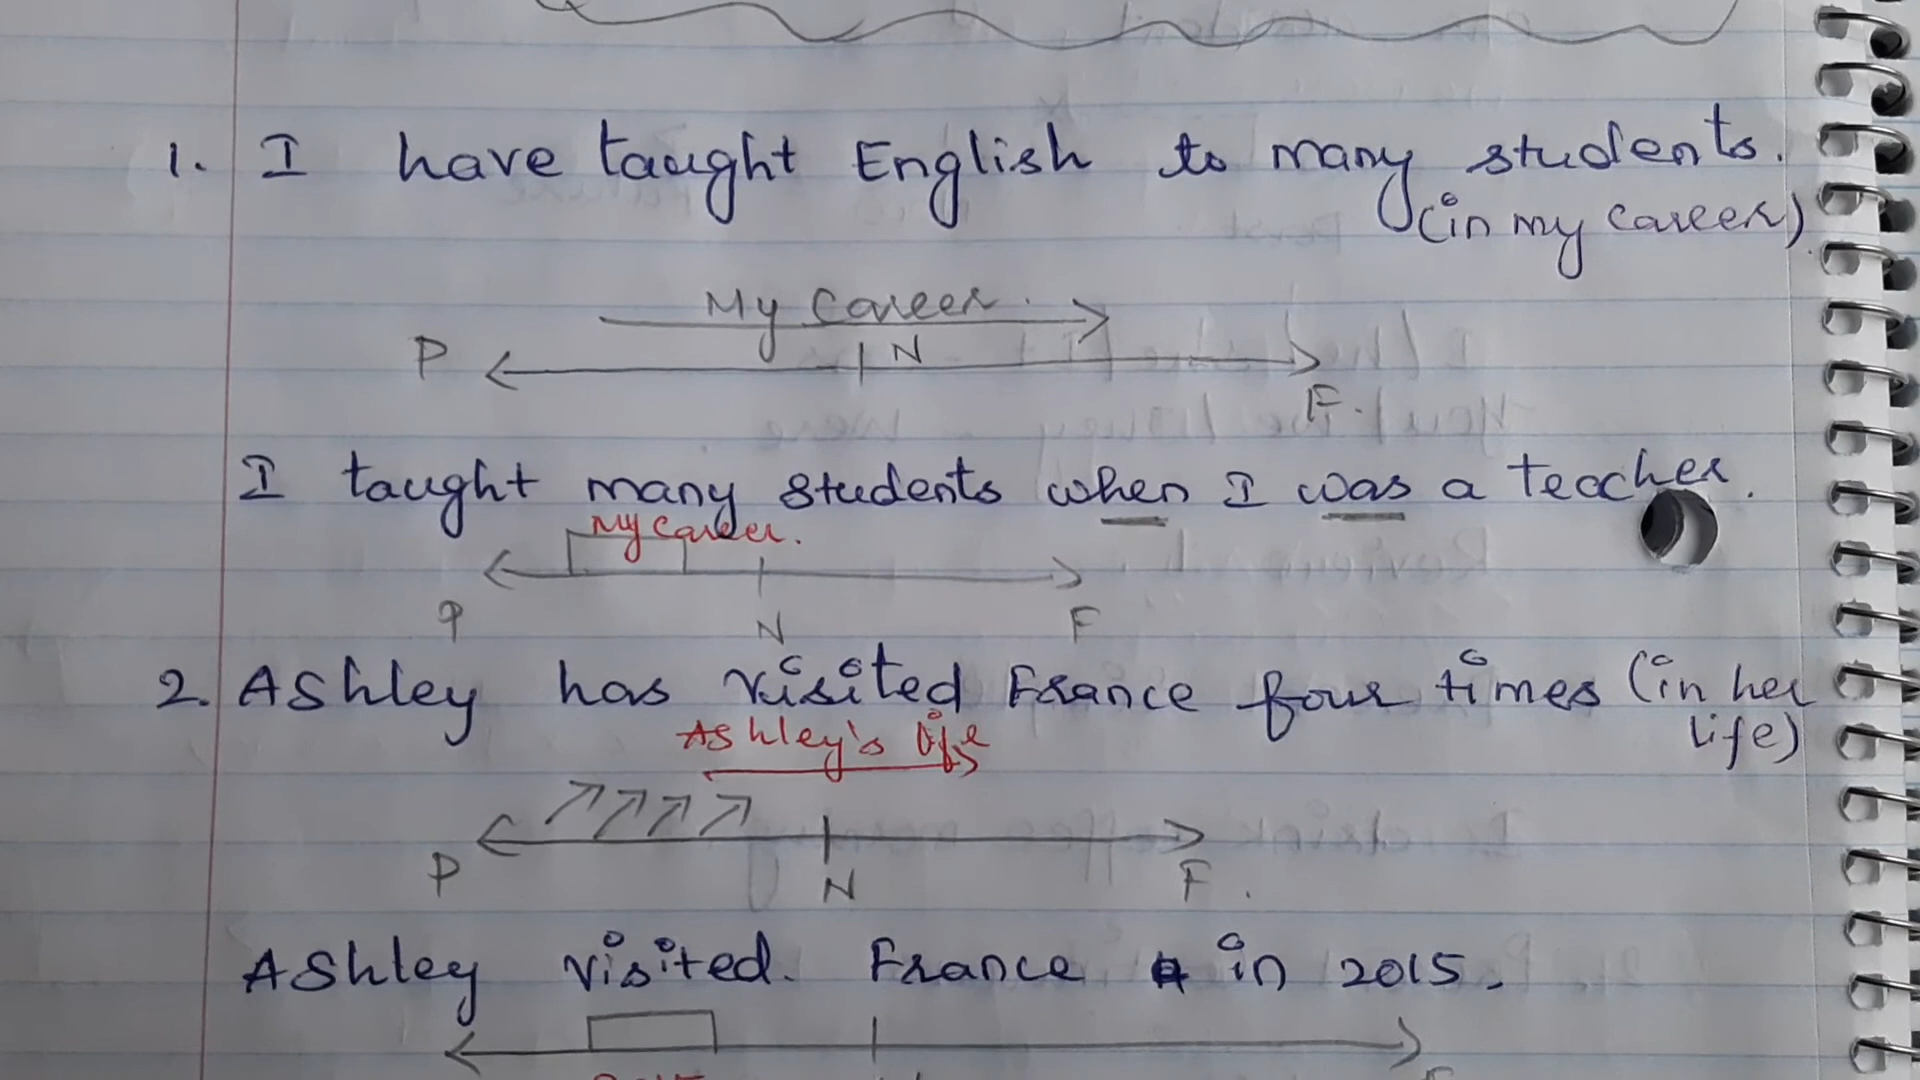 1. I have taught English to many students.
(in my career)
My Career.
P N F.
I taught many students when I was a teacher.
My career.
P N F
2. Ashley has visited France four times (in her
life)
Ashley's life
P N F.
Ashley visited. France in 2015.